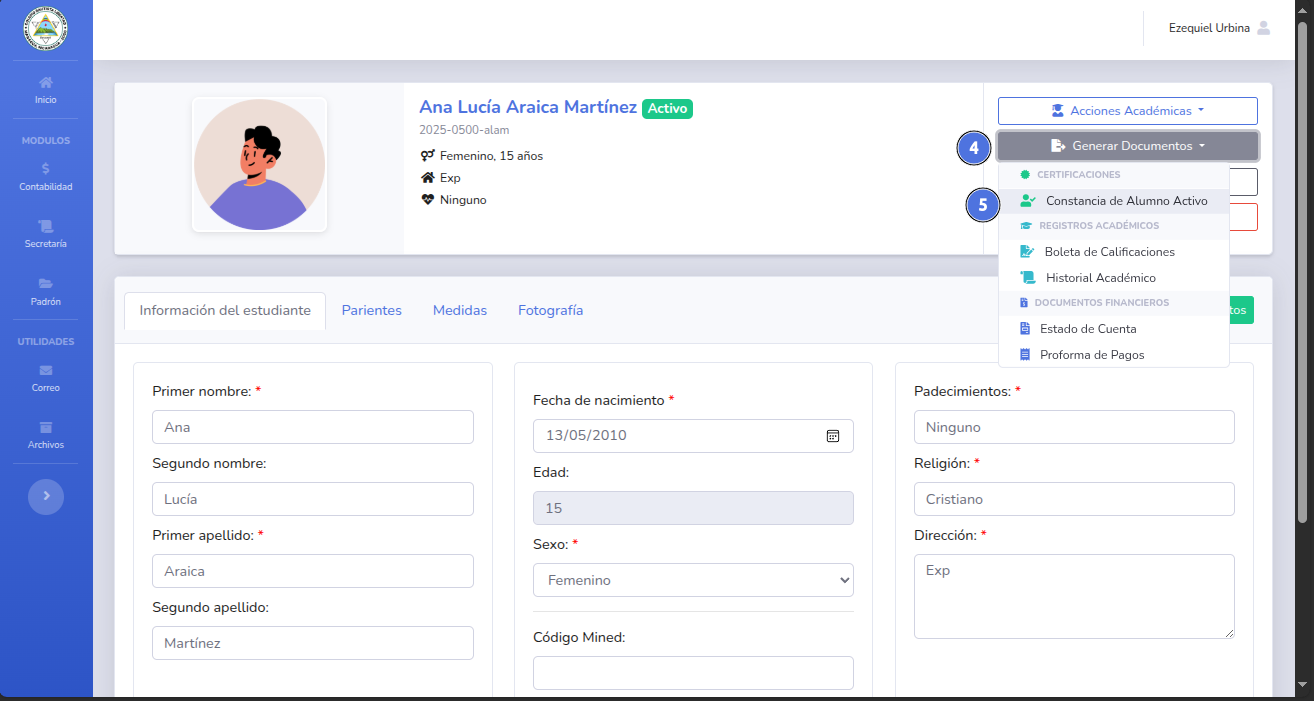 Ezequiel Urbina
Inicio
MODULOS
Contabilidad
Secretaría
Padrón
UTILIDADES
Correo
Archivos
Ana Lucía Araica Martínez Activo
2025-0500-alam
Femenino, 15 años
Exp
Ninguno
Acciones Académicas
4 Generar Documentos
CERTIFICACIONES
5 Constancia de Alumno Activo
REGISTROS ACADÉMICOS
Boleta de Calificaciones
Historial Académico
DOCUMENTOS FINANCIEROS
Estado de Cuenta
Proforma de Pagos
tos
Información del estudiante Parientes Medidas Fotografía
Primer nombre: *
Ana
Segundo nombre:
Lucía
Primer apellido: *
Araica
Segundo apellido:
Martínez
Fecha de nacimiento *
13/05/2010
Edad:
15
Sexo: *
Femenino
Código Mined:
Padecimientos: *
Ninguno
Religión: *
Cristiano
Dirección: *
Exp